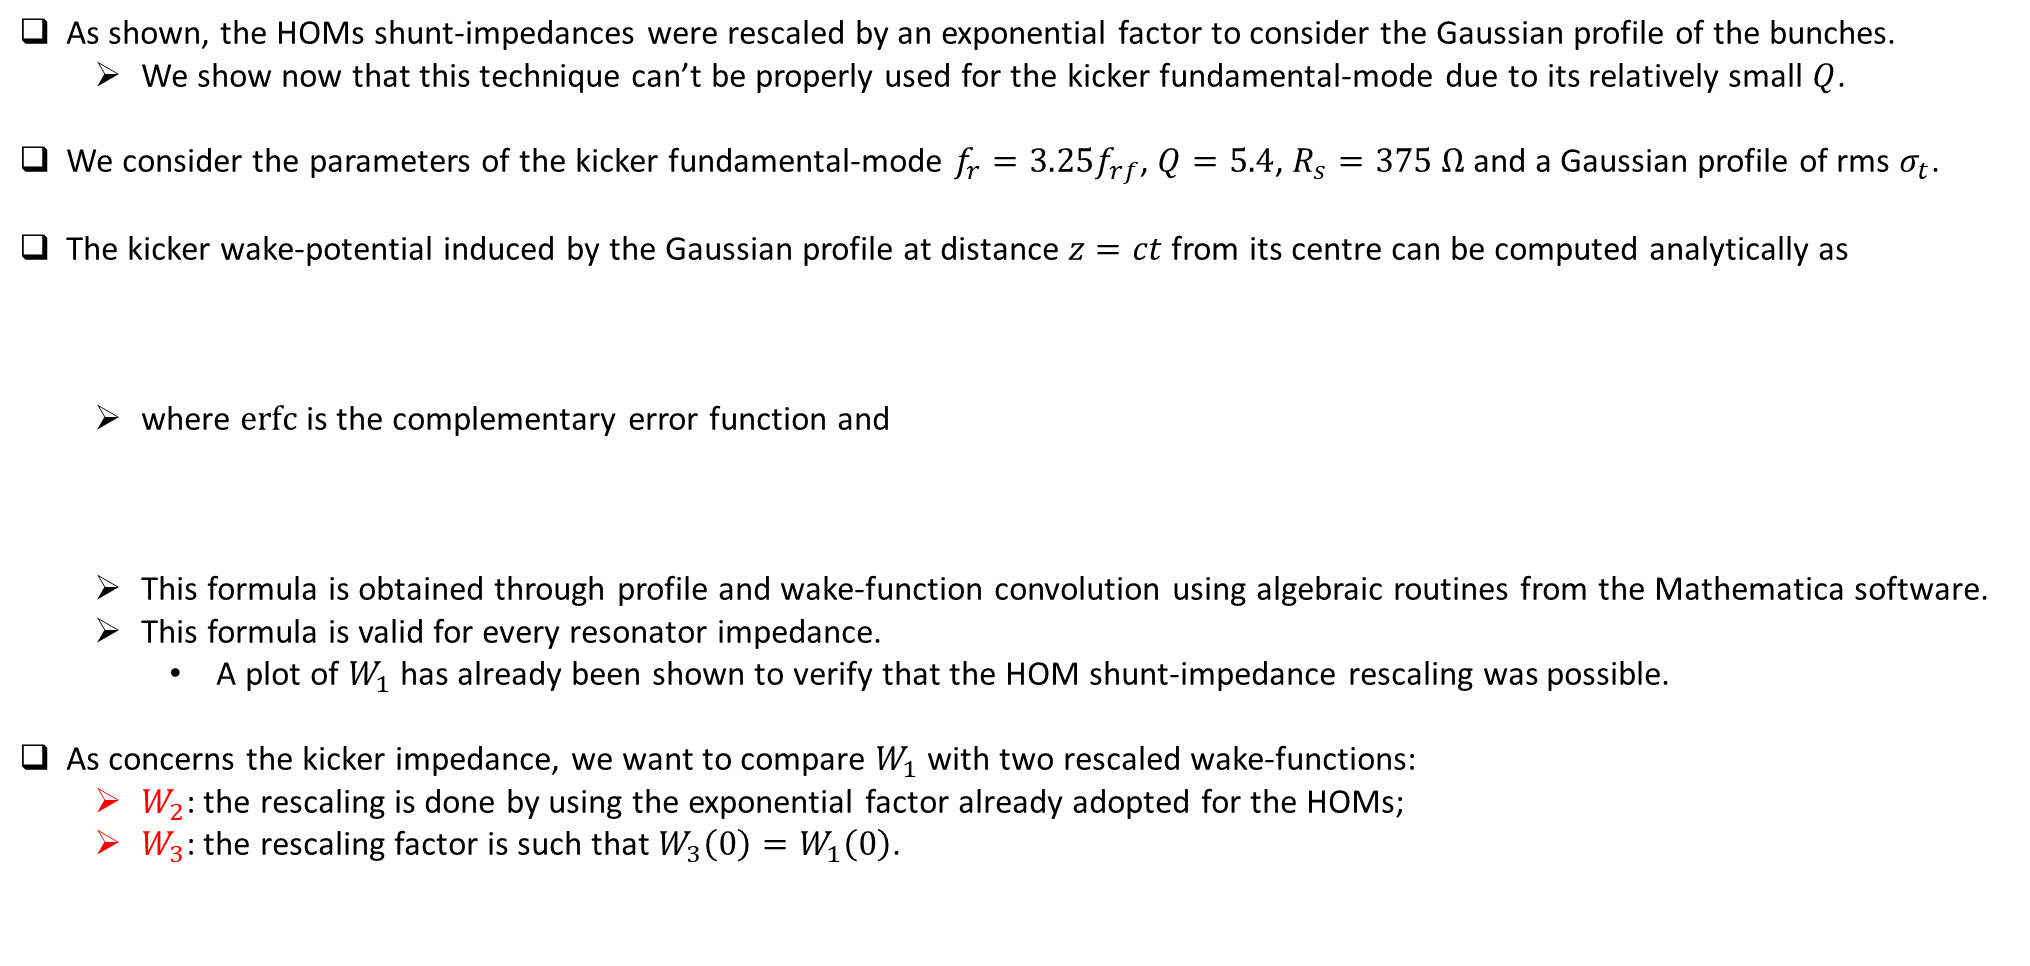 ❑ As shown, the HOMs shunt-impedances were rescaled by an exponential factor to consider the Gaussian profile of the bunches.
➢ We show now that this technique can’t be properly used for the kicker fundamental-mode due to its relatively small Q.
❑ We consider the parameters of the kicker fundamental-mode f_r = 3.25f_rf, Q = 5.4, R_s = 375 Ω and a Gaussian profile of rms σ_t.
❑ The kicker wake-potential induced by the Gaussian profile at distance z = ct from its centre can be computed analytically as
➢ where erfc is the complementary error function and
➢ This formula is obtained through profile and wake-function convolution using algebraic routines from the Mathematica software.
➢ This formula is valid for every resonator impedance.
• A plot of W_1 has already been shown to verify that the HOM shunt-impedance rescaling was possible.
❑ As concerns the kicker impedance, we want to compare W_1 with two rescaled wake-functions:
➢ W_2: the rescaling is done by using the exponential factor already adopted for the HOMs;
➢ W_3: the rescaling factor is such that W_3(0) = W_1(0).